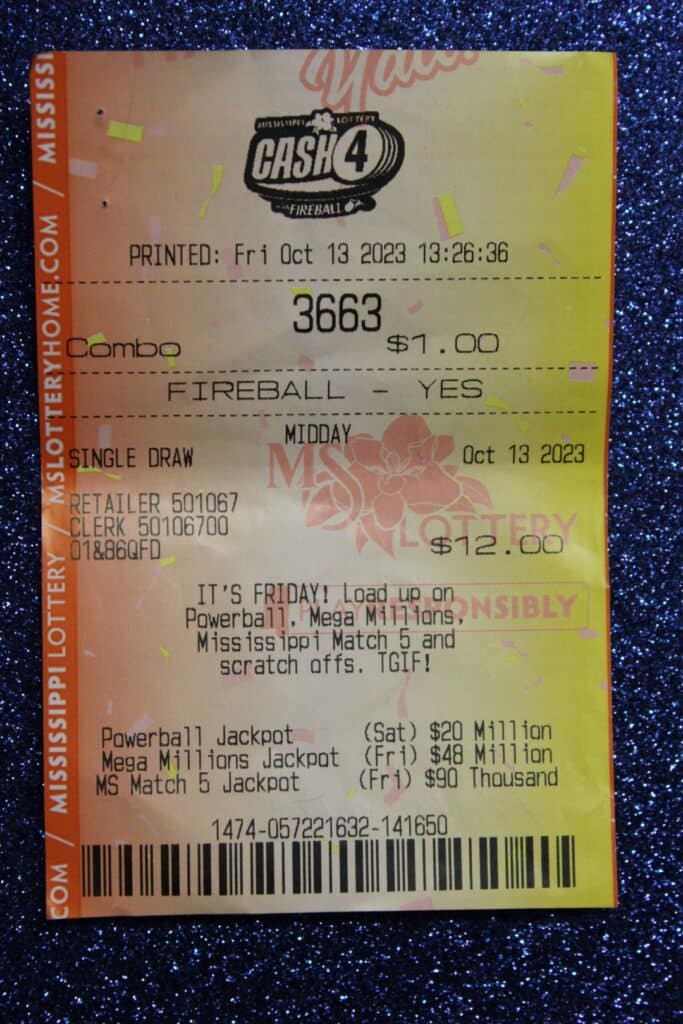 MISSISSIPPI LOTTERY / MSLOTTERYHOME.COM / MISSISSI
COM /
MISSISSIPPI LOTTERY
CASH 4
FIREBALL
PRINTED: Fri Oct 13 2023 13:26:36
3663
Combo $1.00
FIREBALL - YES
MIDDAY
SINGLE DRAW Oct 13 2023
MS LOTTERY
RETAILER 501067
CLERK 50106700
01&86QFD
$12.00
IT'S FRIDAY! Load up on
Powerball, Mega Millions,
Mississippi Match 5 and
scratch offs. TGIF!
RESPONSIBLY
Powerball Jackpot (Sat) $20 Million
Mega Millions Jackpot (Fri) $48 Million
MS Match 5 Jackpot (Fri) $90 Thousand
1474-057221632-141650